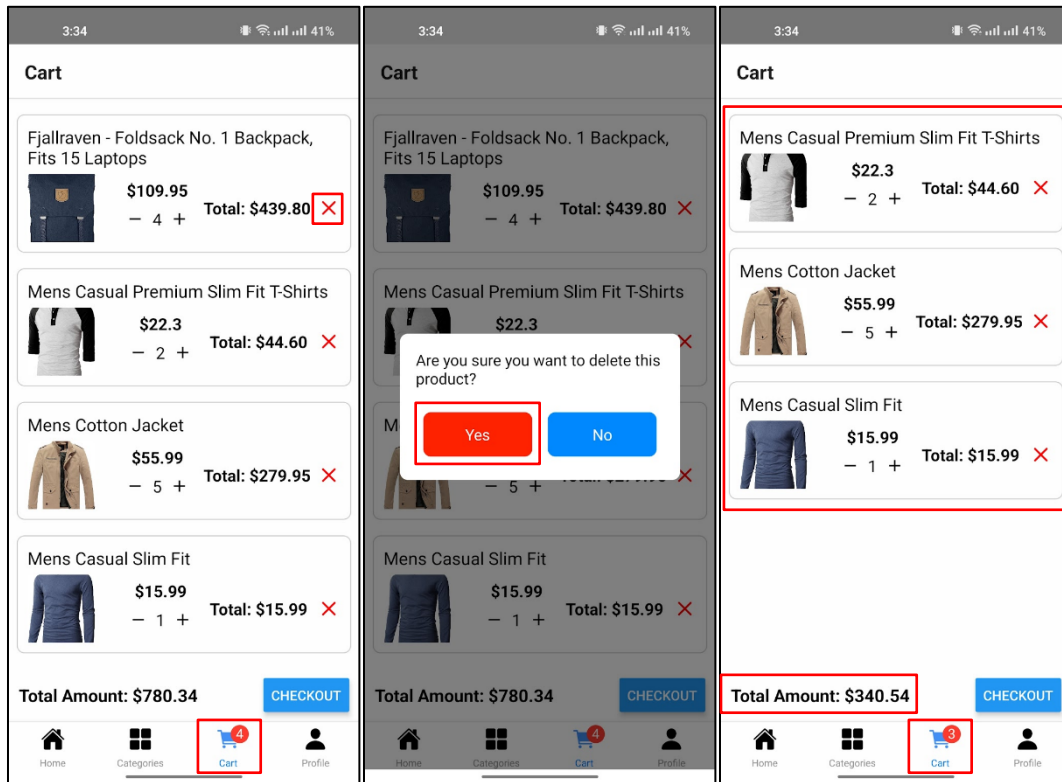 3:34
41%
Cart
Fjallraven - Foldsack No. 1 Backpack,
Fits 15 Laptops
$109.95
− 4 +
Total: $439.80
Mens Casual Premium Slim Fit T-Shirts
$22.3
− 2 +
Total: $44.60
Mens Cotton Jacket
$55.99
− 5 +
Total: $279.95
Mens Casual Slim Fit
$15.99
− 1 +
Total: $15.99
Total Amount: $780.34
CHECKOUT
4
Home
Categories
Cart
Profile
3:34
41%
Cart
Fjallraven - Foldsack No. 1 Backpack,
Fits 15 Laptops
$109.95
− 4 +
Total: $439.80
Mens Casual Premium Slim Fit T-Shirts
$22.3
Are you sure you want to delete this
product?
Yes
No
− 5 +
Mens Casual Slim Fit
$15.99
− 1 +
Total: $15.99
Total Amount: $780.34
CHECKOUT
4
Home
Categories
Cart
Profile
3:34
41%
Cart
Mens Casual Premium Slim Fit T-Shirts
$22.3
− 2 +
Total: $44.60
Mens Cotton Jacket
$55.99
− 5 +
Total: $279.95
Mens Casual Slim Fit
$15.99
− 1 +
Total: $15.99
Total Amount: $340.54
CHECKOUT
3
Home
Categories
Cart
Profile